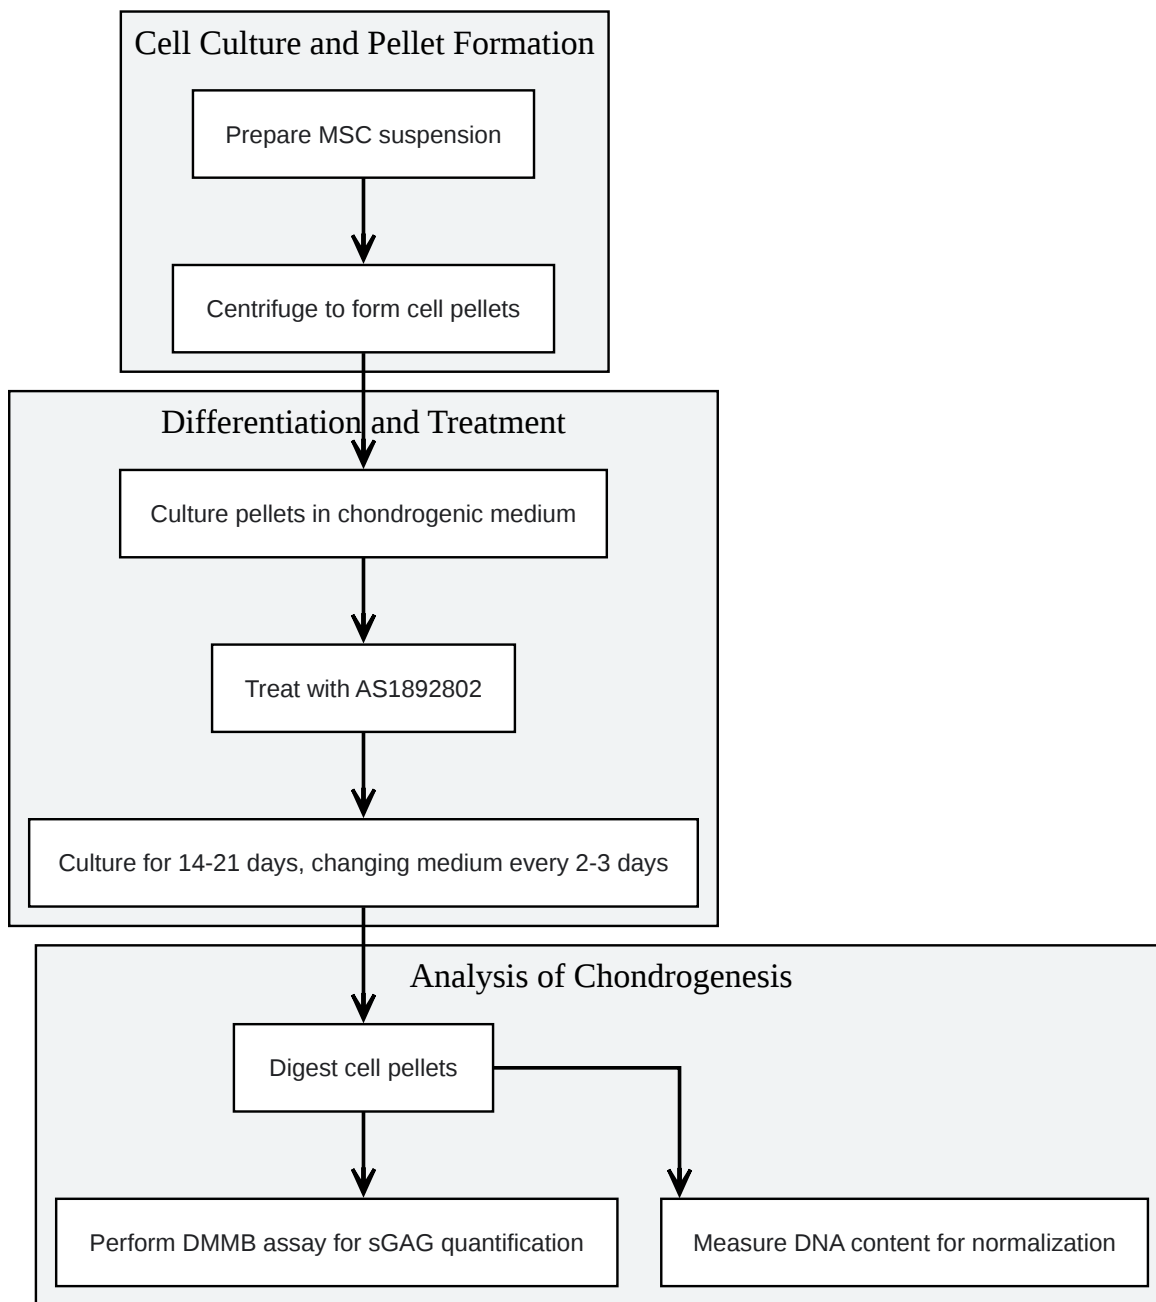 Cell Culture and Pellet Formation
Prepare MSC suspension
Centrifuge to form cell pellets
Differentiation and Treatment
Culture pellets in chondrogenic medium
Treat with AS1892802
Culture for 14-21 days, changing medium every 2-3 days
Analysis of Chondrogenesis
Digest cell pellets
Perform DMMB assay for sGAG quantification
Measure DNA content for normalization